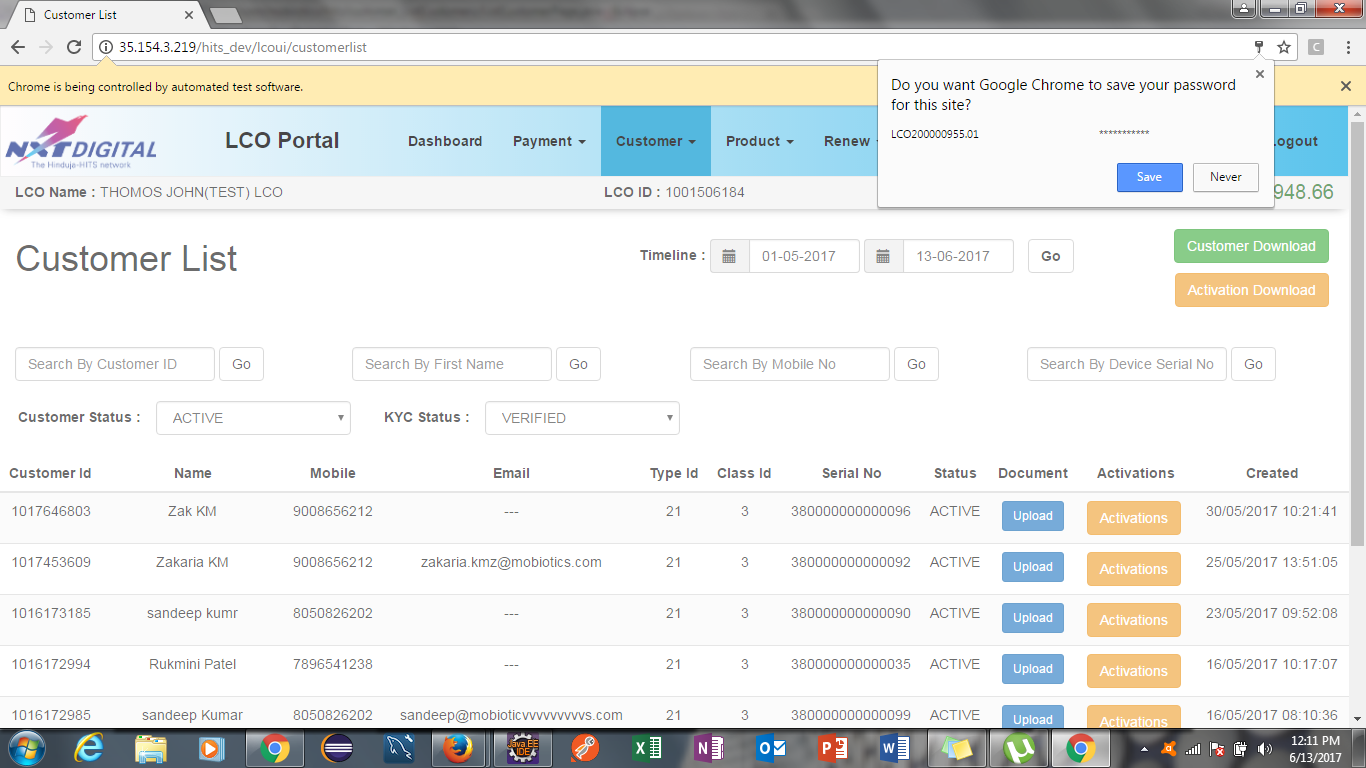 Customer List
35.154.3.219/hits_dev/lcoui/customerlist
C
Chrome is being controlled by automated test software.
Do you want Google Chrome to save your password
for this site?
LCO200000955.01 ***********
Save Never
NXT DIGITAL
The Hinduja-HITS network
LCO Portal Dashboard Payment Customer Product Renew ogout
LCO Name : THOMOS JOHN(TEST) LCO LCO ID : 1001506184 948.66
Customer List
Timeline : 01-05-2017 13-06-2017 Go
Customer Download
Activation Download
Search By Customer ID Go Search By First Name Go Search By Mobile No Go Search By Device Serial No Go
Customer Status : ACTIVE KYC Status : VERIFIED
Customer Id Name Mobile Email Type Id Class Id Serial No Status Document Activations Created
1017646803 Zak KM 9008656212 --- 21 3 380000000000096 ACTIVE Upload Activations 30/05/2017 10:21:41
1017453609 Zakaria KM 9008656212 zakaria.kmz@mobiotics.com 21 3 380000000000092 ACTIVE Upload Activations 25/05/2017 13:51:05
1016173185 sandeep kumr 8050826202 --- 21 3 380000000000090 ACTIVE Upload Activations 23/05/2017 09:52:08
1016172994 Rukmini Patel 7896541238 --- 21 3 380000000000035 ACTIVE Upload Activations 16/05/2017 10:17:07
1016172985 sandeep Kumar 8050826202 sandeep@mobioticvvvvvvvvvs.com 21 3 380000000000099 ACTIVE Upload Activations 16/05/2017 08:10:36
Java EE
IDE
12:11 PM
6/13/2017